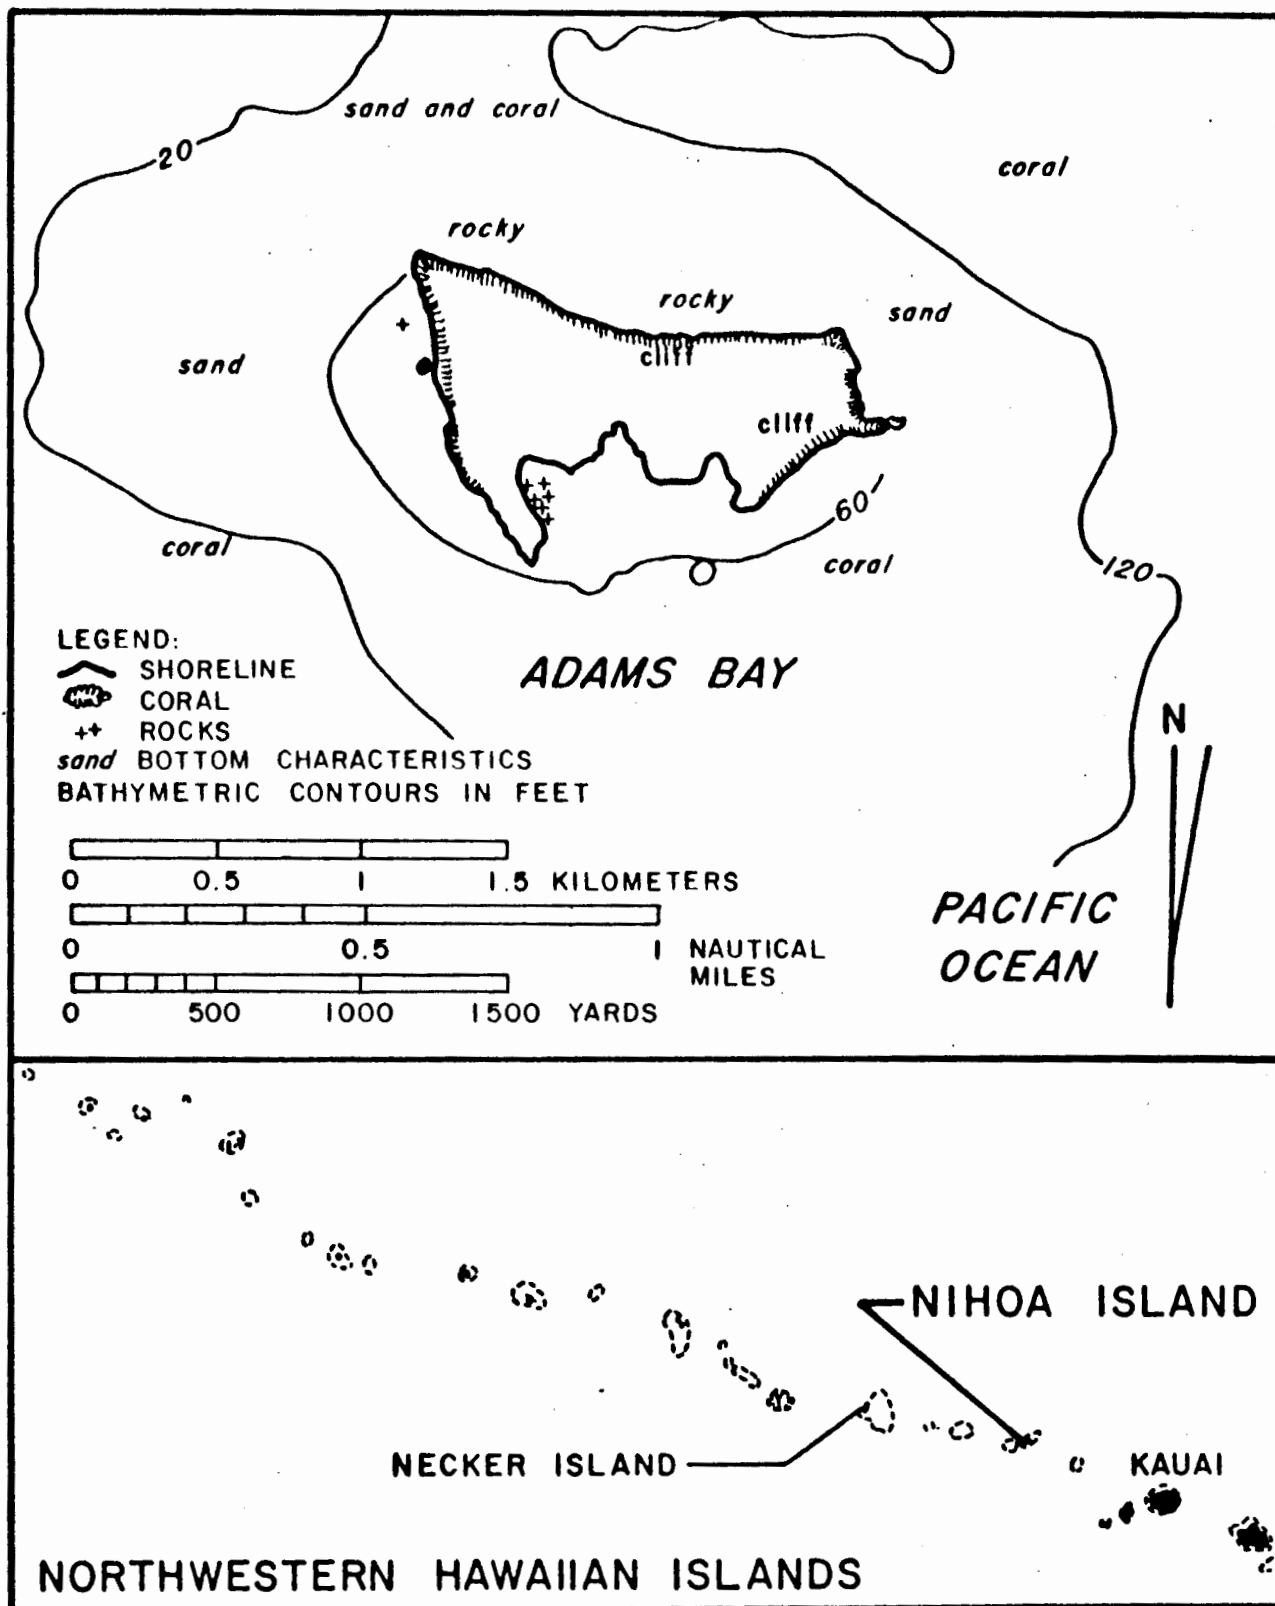 sand and coral
20
coral
rocky
rocky
sand
cliff
sand
cliff
60
coral
coral
120
LEGEND:
SHORELINE
CORAL
ROCKS
sand BOTTOM CHARACTERISTICS
BATHYMETRIC CONTOURS IN FEET
ADAMS BAY
N
0 0.5 1 1.5 KILOMETERS
0 0.5 1 NAUTICAL
MILES
0 500 1000 1500 YARDS
PACIFIC
OCEAN
NIHOA ISLAND
NECKER ISLAND
KAUAI
NORTHWESTERN HAWAIIAN ISLANDS